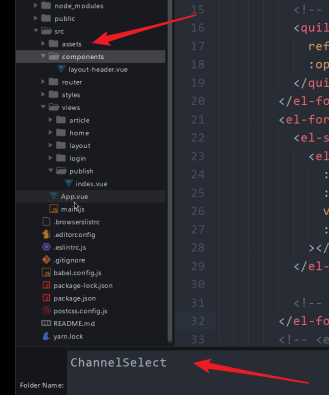 node_modules
public
src
assets
components
layout-header.vue
router
styles
views
article
home
layout
login
publish
index.vue
App.vue
main.js
.browserslistrc
.editorconfig
.eslintrc.js
.gitignore
babel.config.js
package-lock.json
package.json
postcss.config.js
README.md
yarn.lock
15 <!--
16 <quil
17 ref
18 :op
19 </qui
20 </el-for
21 <el-form
22 <el-s
23 <el
24 :
25 :
26 v
27 :
28 ></
29 </el-
30
31 <!--
32 </el-fo
33 <!-- <e
ChannelSelect
Folder Name: